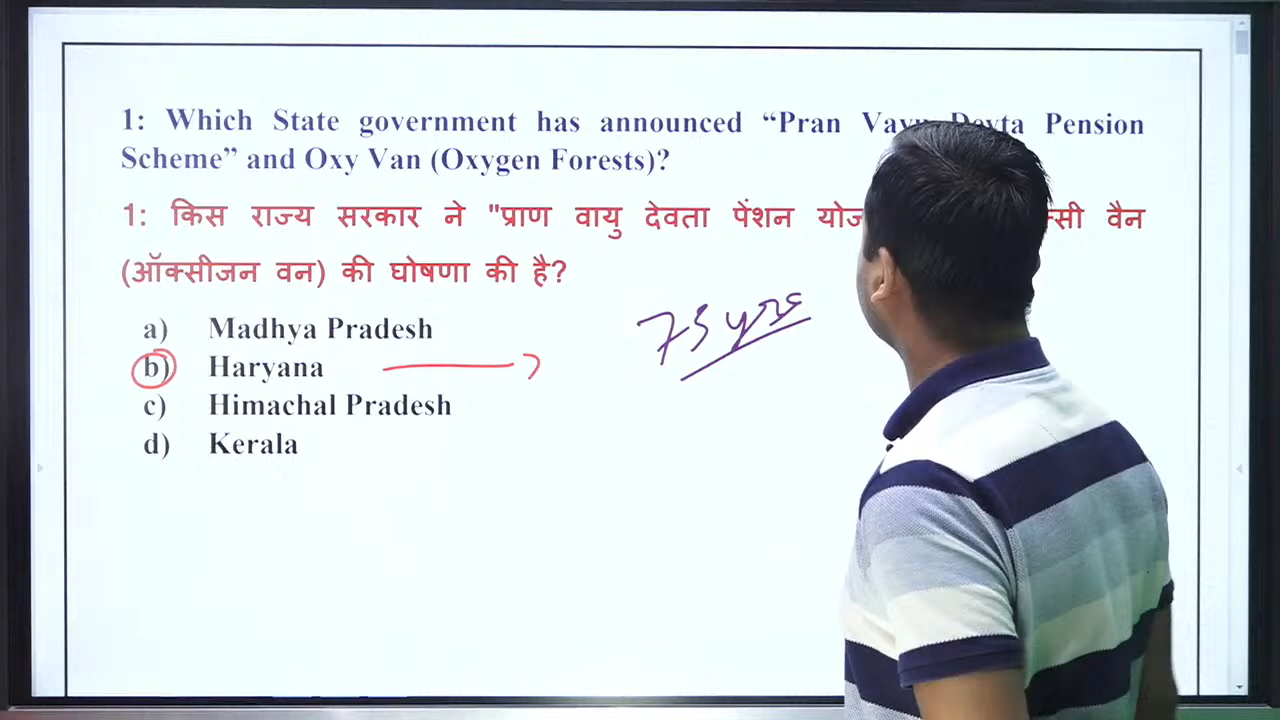 1: Which State government has announced “Pran Vayu Devta Pension
Scheme” and Oxy Van (Oxygen Forests)?
1: किस राज्य सरकार ने "प्राण वायु देवता पेंशन वैन
(ऑक्सीजन वन) की घोषणा की है?
a) Madhya Pradesh
b) Haryana
75 yrs
c) Himachal Pradesh
d) Kerala